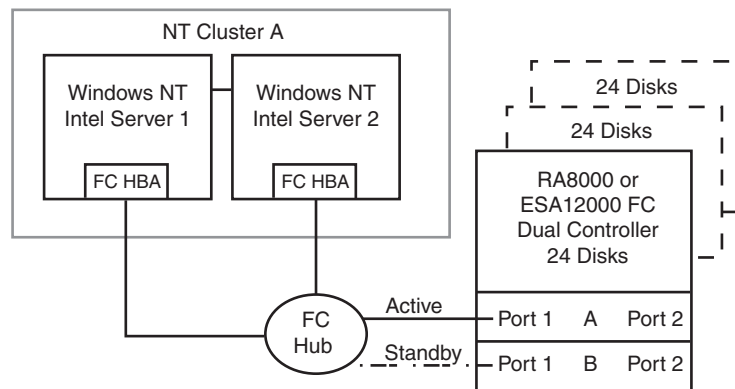 NT Cluster A
Windows NT
Intel Server 1
FC HBA
Windows NT
Intel Server 2
FC HBA
24 Disks
24 Disks
RA8000 or
ESA12000 FC
Dual Controller
24 Disks
FC
Hub
Active
Port 1 A Port 2
Standby
Port 1 B Port 2